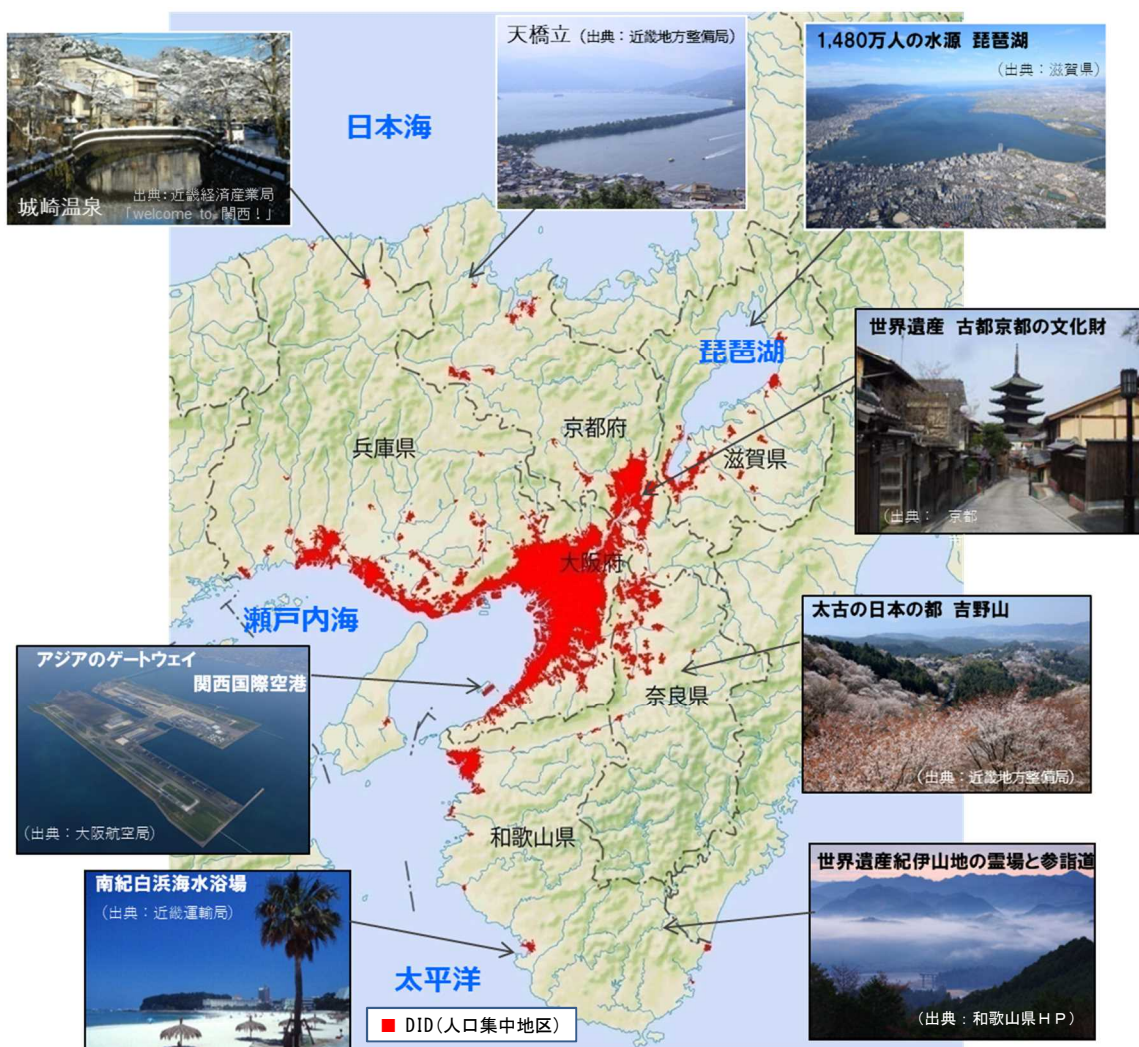 天橋立（出典：近畿地方整備局）
1,480万人の水源 琵琶湖
（出典：滋賀県）
日本海
城崎温泉
出典：近畿経済産業局
「welcome to 関西！」
世界遺産 古都京都の文化財
（出典： 京都
琵琶湖
京都府
兵庫県
滋賀県
大阪府
瀬戸内海
太古の日本の都 吉野山
（出典：近畿地方整備局）
アジアのゲートウェイ
関西国際空港
（出典：大阪航空局）
奈良県
和歌山県
世界遺産紀伊山地の霊場と参詣道
（出典：和歌山県ＨＰ）
南紀白浜海水浴場
（出典：近畿運輸局）
太平洋
■ DID(人口集中地区)